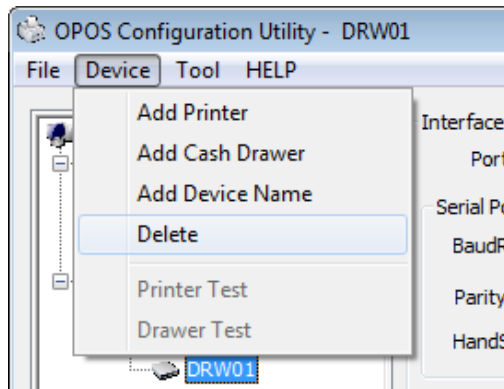 OPOS Configuration Utility - DRW01
File Device Tool HELP
Add Printer
Add Cash Drawer
Add Device Name
Delete
Printer Test
Drawer Test
DRW01
Interface
Port
Serial Po
BaudR
Parity
HandS